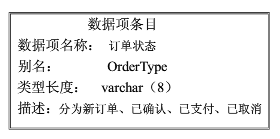 数据项条目
数据项名称： 订单状态
别名： OrderType
类型长度： varchar（8）
描述：分为新订单、已确认、已支付、已取消